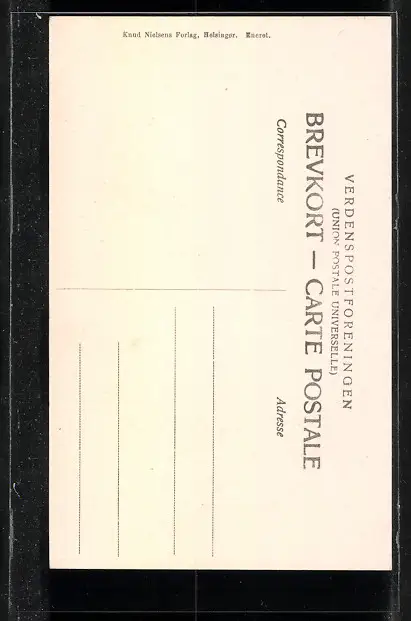 VERDENSPOSTFORENINGEN
(UNION POSTALE UNIVERSELLE)
BREVKORT — CARTE POSTALE
Correspondance
Adresse
Knud Nielsens Forlag, Helsingør. Eneret.